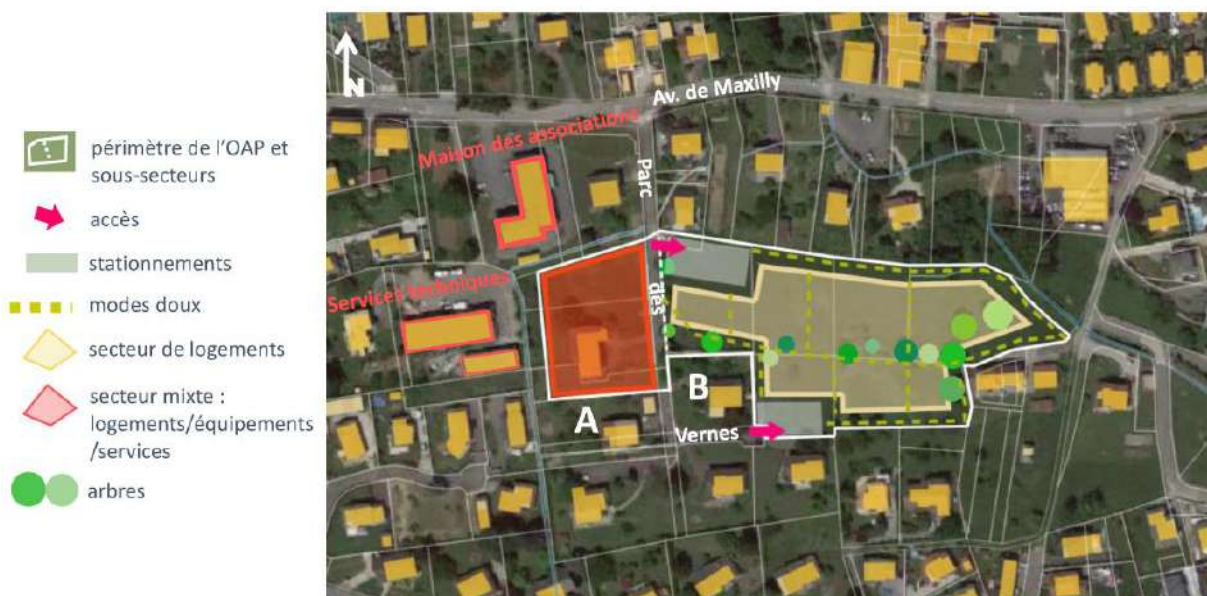 périmètre de l'OAP et
sous-secteurs
accès
stationnements
modes doux
secteur de logements
secteur mixte :
logements/équipements
/services
arbres
N
Av. de Maxilly
Maison des associations
Parc
des
Services techniques
A
B
Vernes